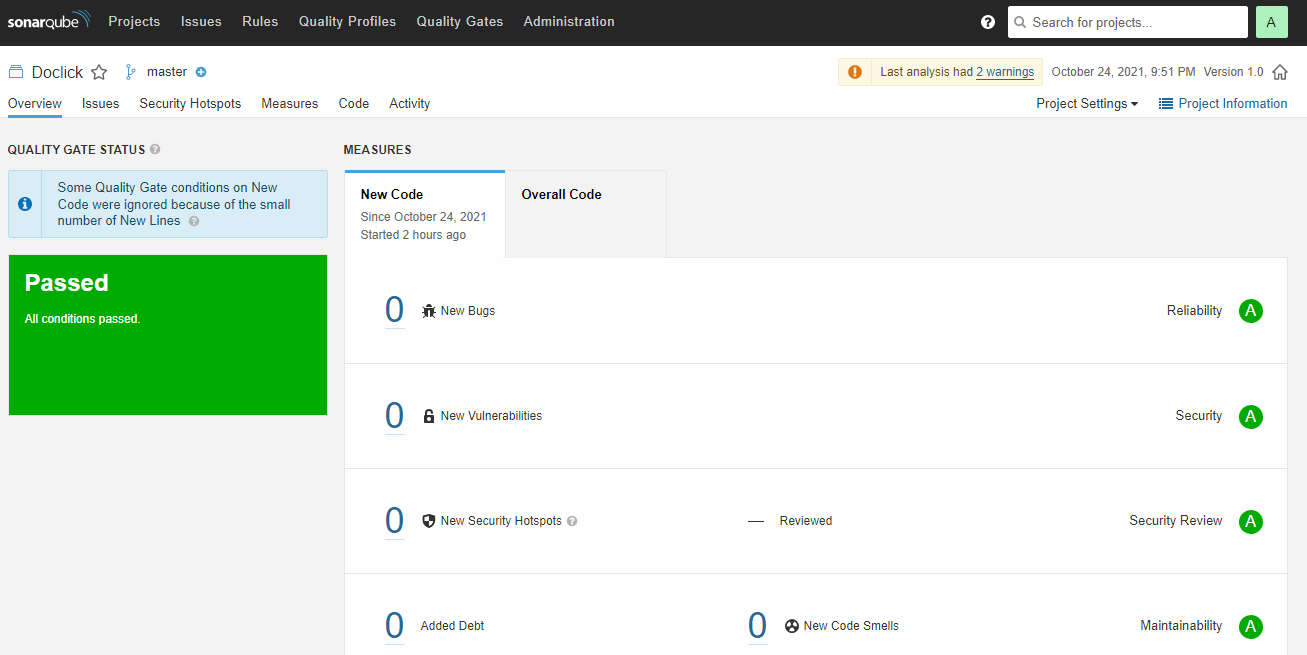 sonarqube Projects Issues Rules Quality Profiles Quality Gates Administration ? Search for projects... A
Doclick master Last analysis had 2 warnings October 24, 2021, 9:51 PM Version 1.0
Overview Issues Security Hotspots Measures Code Activity Project Settings Project Information
QUALITY GATE STATUS ?
Some Quality Gate conditions on New
Code were ignored because of the small
number of New Lines ?
Passed
All conditions passed.
MEASURES
New Code
Since October 24, 2021
Started 2 hours ago
Overall Code
0 New Bugs Reliability A
0 New Vulnerabilities Security A
0 New Security Hotspots ? — Reviewed Security Review A
0 Added Debt 0 New Code Smells Maintainability A